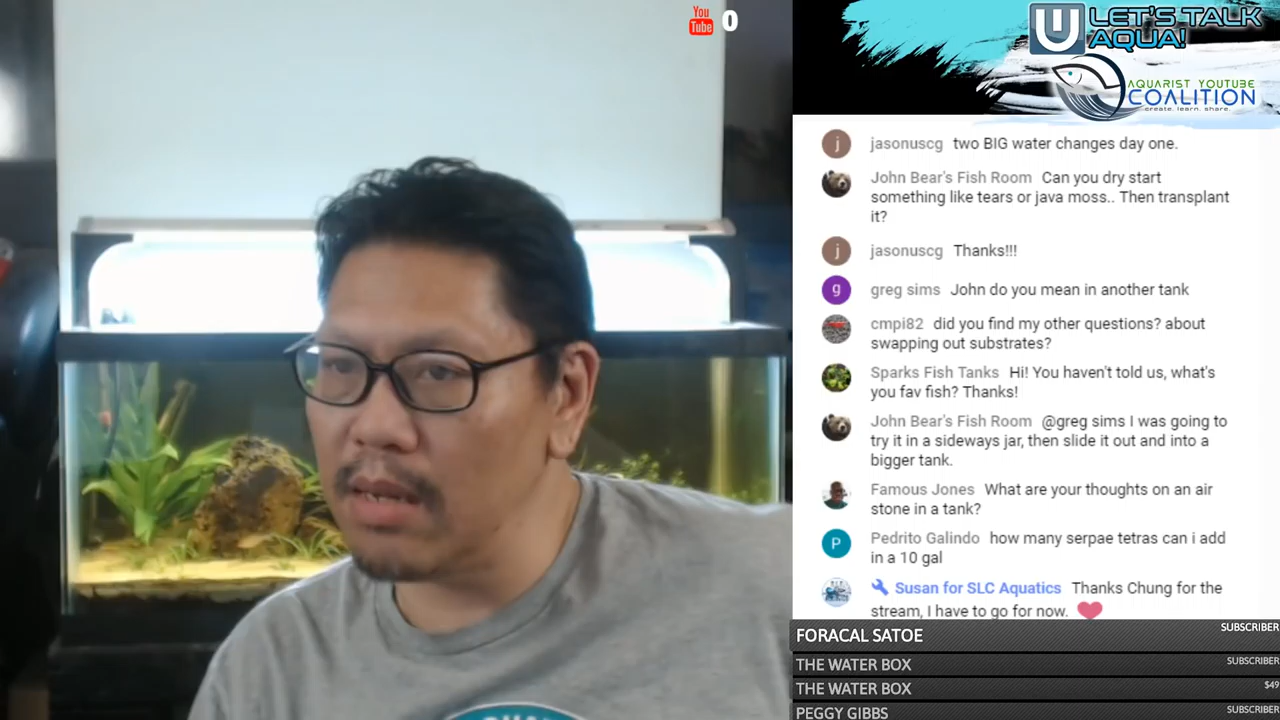 You
Tube 0
LET'S TALK
AQUA!
AQUARIST YOUTUBE
COALITION
create. learn. share.
j jasonuscg two BIG water changes day one.
John Bear's Fish Room Can you dry start
something like tears or java moss.. Then transplant
it?
j jasonuscg Thanks!!!
g greg sims John do you mean in another tank
cmpi82 did you find my other questions? about
swapping out substrates?
Sparks Fish Tanks Hi! You haven't told us, what's
you fav fish? Thanks!
John Bear's Fish Room @greg sims I was going to
try it in a sideways jar, then slide it out and into a
bigger tank.
Famous Jones What are your thoughts on an air
stone in a tank?
P Pedrito Galindo how many serpae tetras can i add
in a 10 gal
Susan for SLC Aquatics Thanks Chung for the
stream, I have to go for now. ❤
FORACAL SATOE SUBSCRIBER
THE WATER BOX SUBSCRIBER
THE WATER BOX $49
PEGGY GIBBS SUBSCRIBER